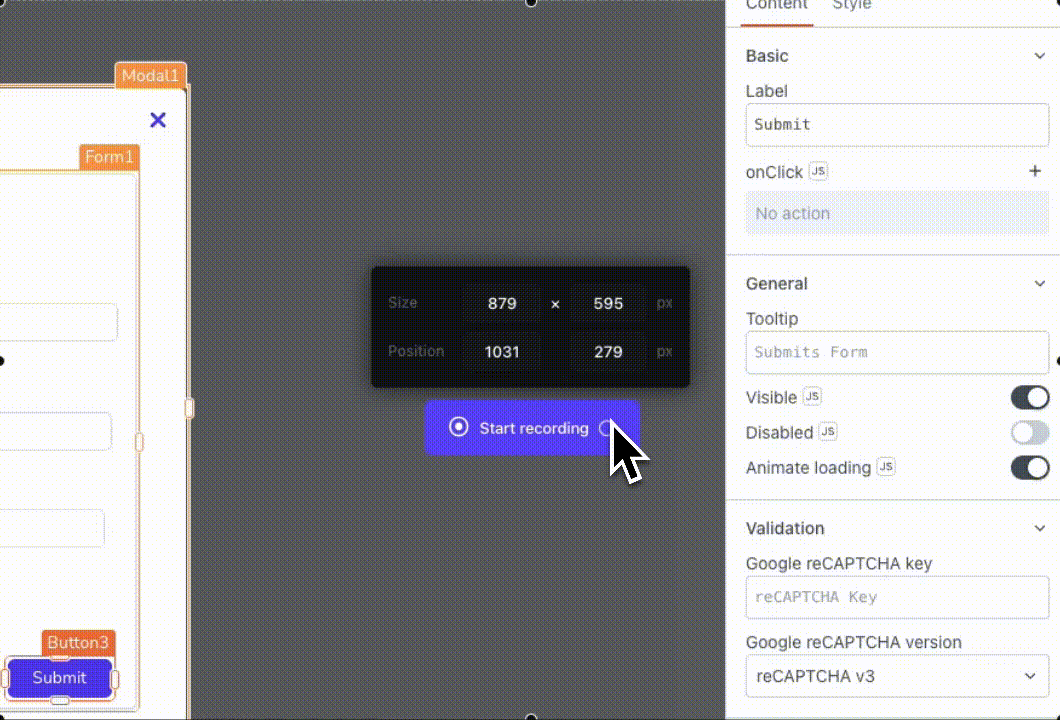 Content Style
Modal1
Basic
Label
Form1
Submit
onClick JS +
No action
Size 879 × 595 px
Position 1031 279 px
General
Tooltip
Submits Form
Visible JS
Start recording
Disabled JS
Animate loading JS
Validation
Google reCAPTCHA key
reCAPTCHA Key
Button3
Google reCAPTCHA version
Submit
reCAPTCHA v3